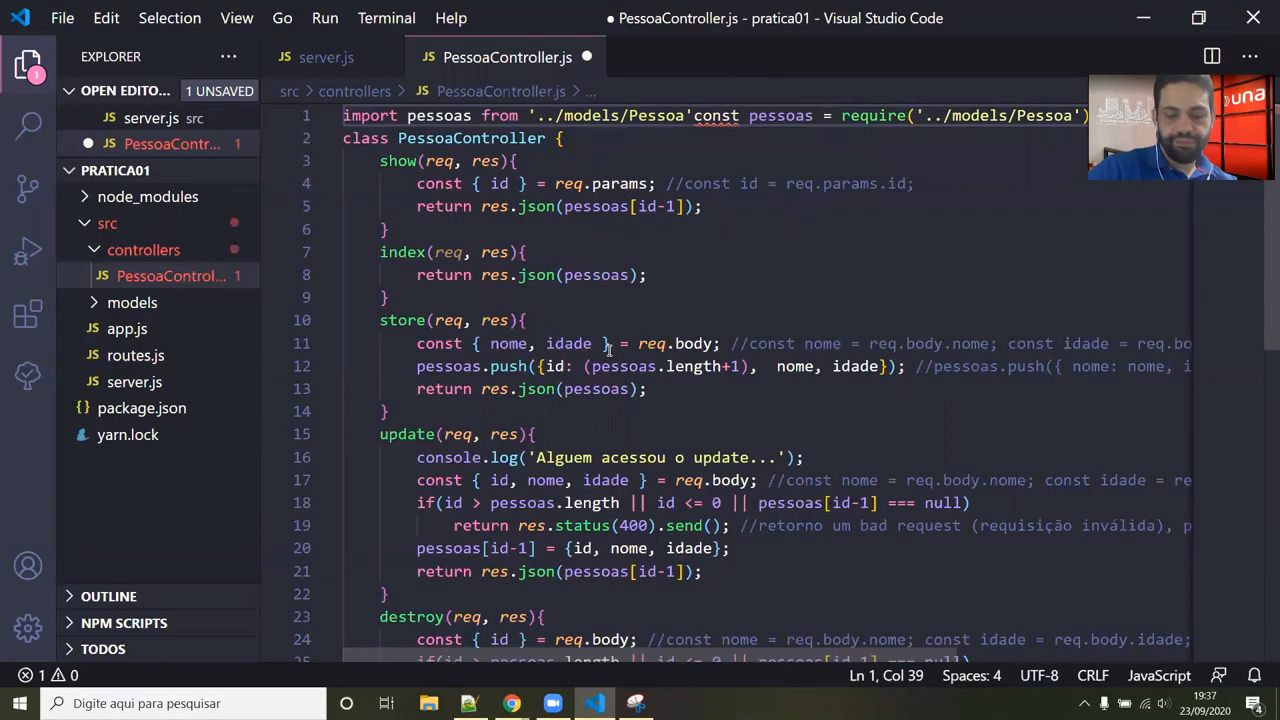 File Edit Selection View Go Run Terminal Help
● PessoaController.js - pratica01 - Visual Studio Code
EXPLORER
OPEN EDITO... 1 UNSAVED
JS server.js src
JS PessoaContr... 1
PRATICA01
node_modules
src
controllers
JS PessoaControl... 1
models
JS app.js
JS routes.js
JS server.js
package.json
yarn.lock
OUTLINE
NPM SCRIPTS
TODOS
1
JS server.js
JS PessoaController.js
src > controllers > JS PessoaController.js > ...
1 import pessoas from '../models/Pessoa'const pessoas = require('../models/Pessoa')
2 class PessoaController {
3 show(req, res){
4 const { id } = req.params; //const id = req.params.id;
5 return res.json(pessoas[id-1]);
6 }
7 index(req, res){
8 return res.json(pessoas);
9 }
10 store(req, res){
11 const { nome, idade } = req.body; //const nome = req.body.nome; const idade = req.bo
12 pessoas.push({id: (pessoas.length+1),  nome, idade}); //pessoas.push({ nome: nome, i
13 return res.json(pessoas);
14 }
15 update(req, res){
16 console.log('Alguem acessou o update...');
17 const { id, nome, idade } = req.body; //const nome = req.body.nome; const idade = re
18 if(id > pessoas.length || id <= 0 || pessoas[id-1] === null)
19 return res.status(400).send(); //retorno um bad request (requisição inválida), p
20 pessoas[id-1] = {id, nome, idade};
21 return res.json(pessoas[id-1]);
22 }
23 destroy(req, res){
24 const { id } = req.body; //const nome = req.body.nome; const idade = req.body.idade;
25 if(id > pessoas.length || id <= 0 || pessoas[id-1] === null)
una
1 0
Ln 1, Col 39 Spaces: 4 UTF-8 CRLF JavaScript
Digite aqui para pesquisar
19:37
23/09/2020
4